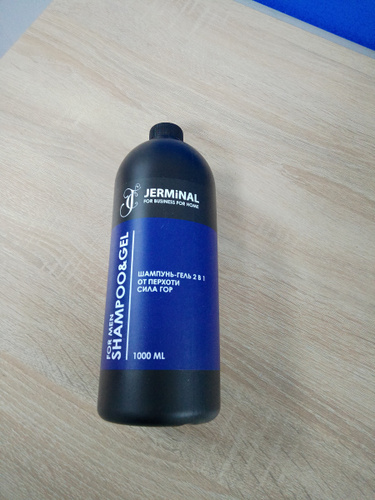 JERMINAL
FOR BUSINESS FOR HOME
FOR MEN
SHAMPOO&GEL
ШАМПУНЬ-ГЕЛЬ 2 В 1
ОТ ПЕРХОТИ
СИЛА ГОР
1000 ML